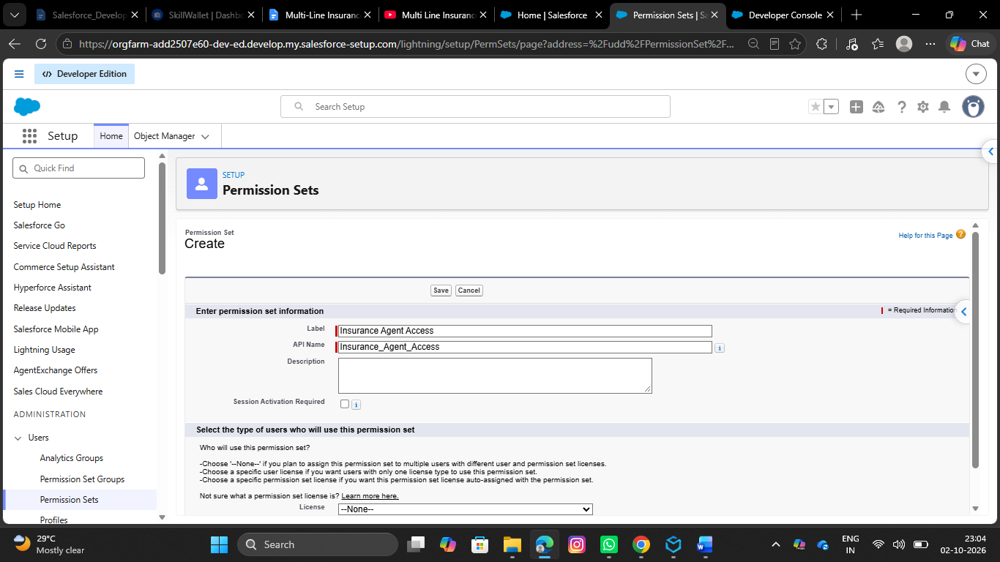 Salesforce_Develop
SkillWallet | Dashb
Multi-Line Insuranc
Multi Line Insuranc
Home | Salesforce
Permission Sets | S
Developer Console
https://orgfarm-add2507e60-dev-ed.develop.my.salesforce-setup.com/lightning/setup/PermSets/page?address=%2Fudd%2FPermissionSet%2F...
Chat
Developer Edition
Search Setup
Setup
Home
Object Manager
Quick Find
Setup Home
Salesforce Go
Service Cloud Reports
Commerce Setup Assistant
Hyperforce Assistant
Release Updates
Salesforce Mobile App
Lightning Usage
AgentExchange Offers
Sales Cloud Everywhere
ADMINISTRATION
Users
Analytics Groups
Permission Set Groups
Permission Sets
Profiles
SETUP
Permission Sets
Permission Set
Create
Help for this Page
Save Cancel
Enter permission set information
= Required Information
Label Insurance Agent Access
API Name Insurance_Agent_Access
Description
Session Activation Required
Select the type of users who will use this permission set
Who will use this permission set?
-Choose '--None--' if you plan to assign this permission set to multiple users with different user and permission set licenses.
-Choose a specific user license if you want users with only one license type to use this permission set.
-Choose a specific permission set license if you want this permission set license auto-assigned with the permission set.
Not sure what a permission set license is? Learn more here.
License --None--
29°C
Mostly clear
Search
ENG
IN
23:04
02-10-2026